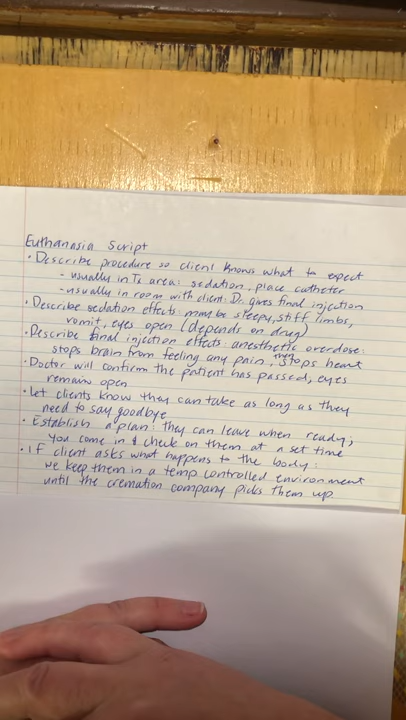 Euthanasia Script
• Describe procedure so client knows what to expect
- usually in Tx area: sedation, place catheter
- usually in room with client: Dr. gives final injection
• Describe sedation effects: may be sleepy, stiff limbs,
vomit, eyes open (depends on drug)
• Describe final injection effects: anesthetic overdose:
stops brain from feeling any pain, then stops heart
• Doctor will confirm the patient has passed, eyes
remain open
• Let clients know they can take as long as they
need to say goodbye
• Establish a plan: they can leave when ready;
you come in & check on them at a set time
• If client asks what happens to the body:
we keep them in a temp controlled environment
until the cremation company picks them up